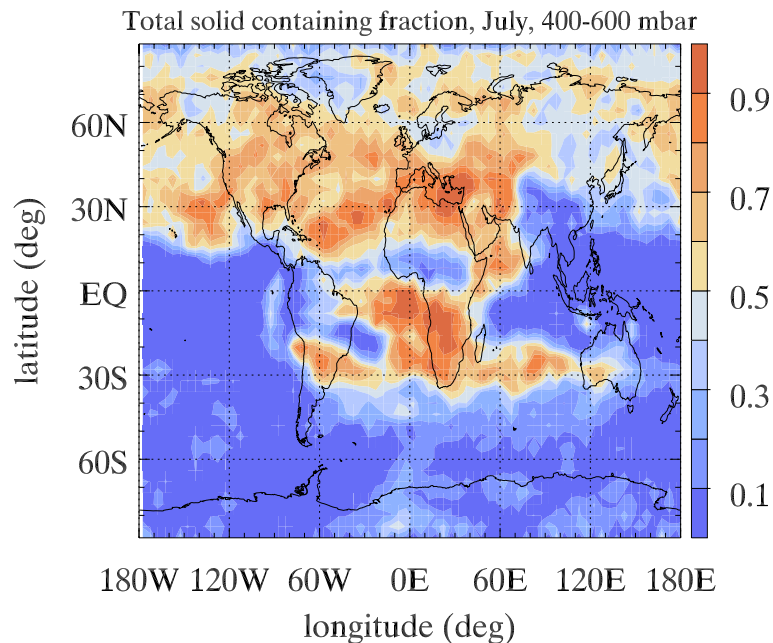 Total solid containing fraction, July, 400-600 mbar
60N
30N
EQ
30S
60S
latitude (deg)
0.9
0.7
0.5
0.3
0.1
180W 120W 60W 0E 60E 120E 180E
longitude (deg)